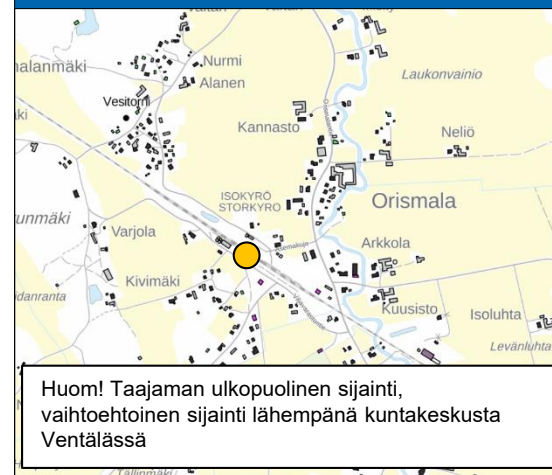 Nurmi
Alanen
Laukonvainio
Vesitorni
Kannasto
Neliö
ISOKYRÖ
STORKYRO
Orismala
Varjola
Asemakuja
Arkkola
Kivimäki
Kuusisto
Isoluhta
Levänluhta
Huom! Taajaman ulkopuolinen sijainti,
vaihtoehtoinen sijainti lähempänä kuntakeskusta
Ventälässä